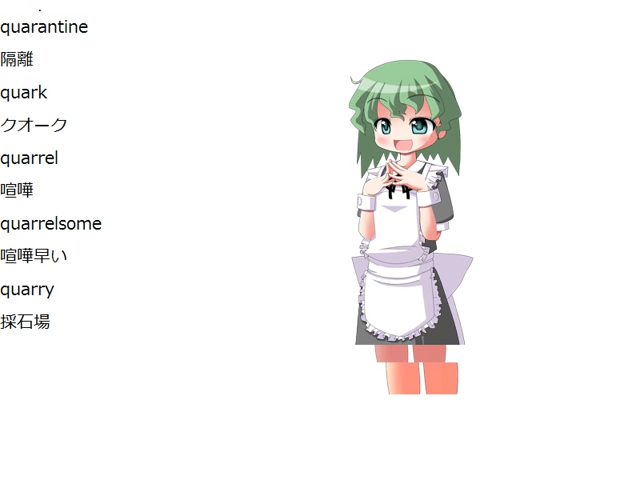 quarantine
隔離
quark
クオーク
quarrel
喧嘩
quarrelsome
喧嘩早い
quarry
採石場